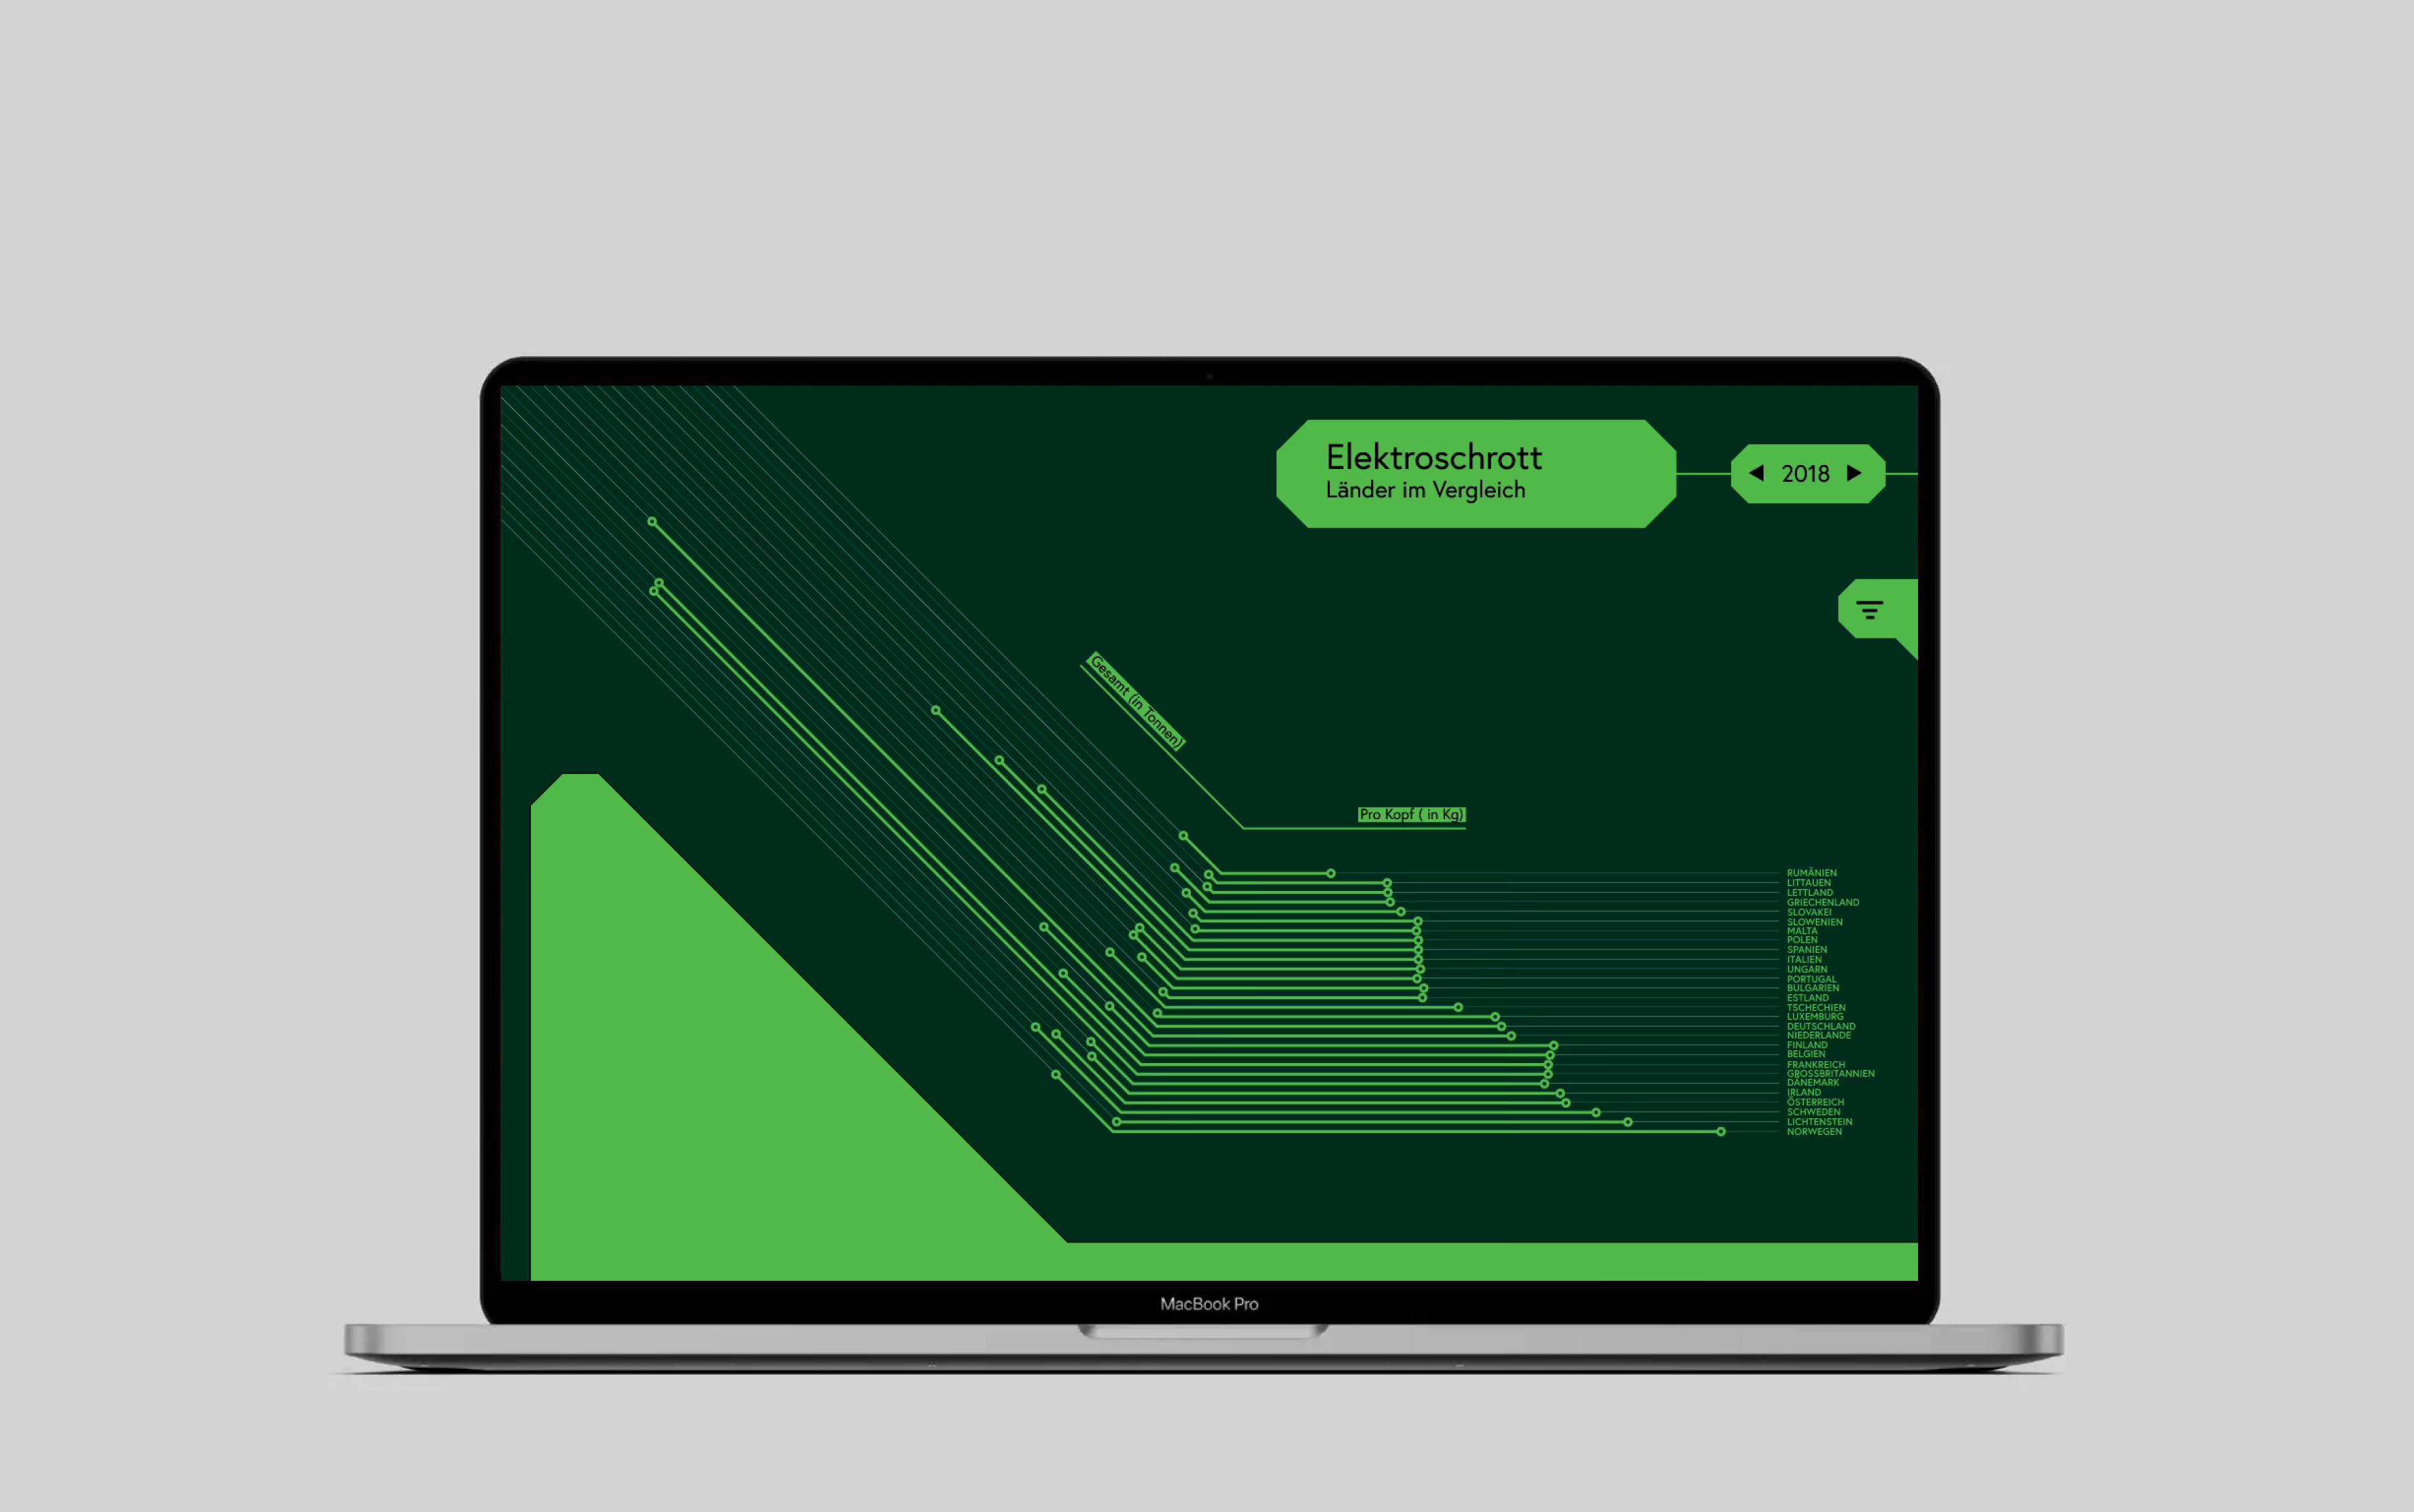 Elektroschrott
Länder im Vergleich
2018
Gesamt (in Tonnen)
Pro Kopf ( in Kg)
RUMÄNIEN
LITTAUEN
LETTLAND
GRIECHENLAND
SLOVAKEI
SLOWENIEN
MALTA
POLEN
SPANIEN
ITALIEN
UNGARN
PORTUGAL
BULGARIEN
ESTLAND
TSCHECHIEN
LUXEMBURG
DEUTSCHLAND
NIEDERLANDE
FINLAND
BELGIEN
FRANKREICH
GROSSBRITANNIEN
DÄNEMARK
IRLAND
ÖSTERREICH
SCHWEDEN
LICHTENSTEIN
NORWEGEN
MacBook Pro